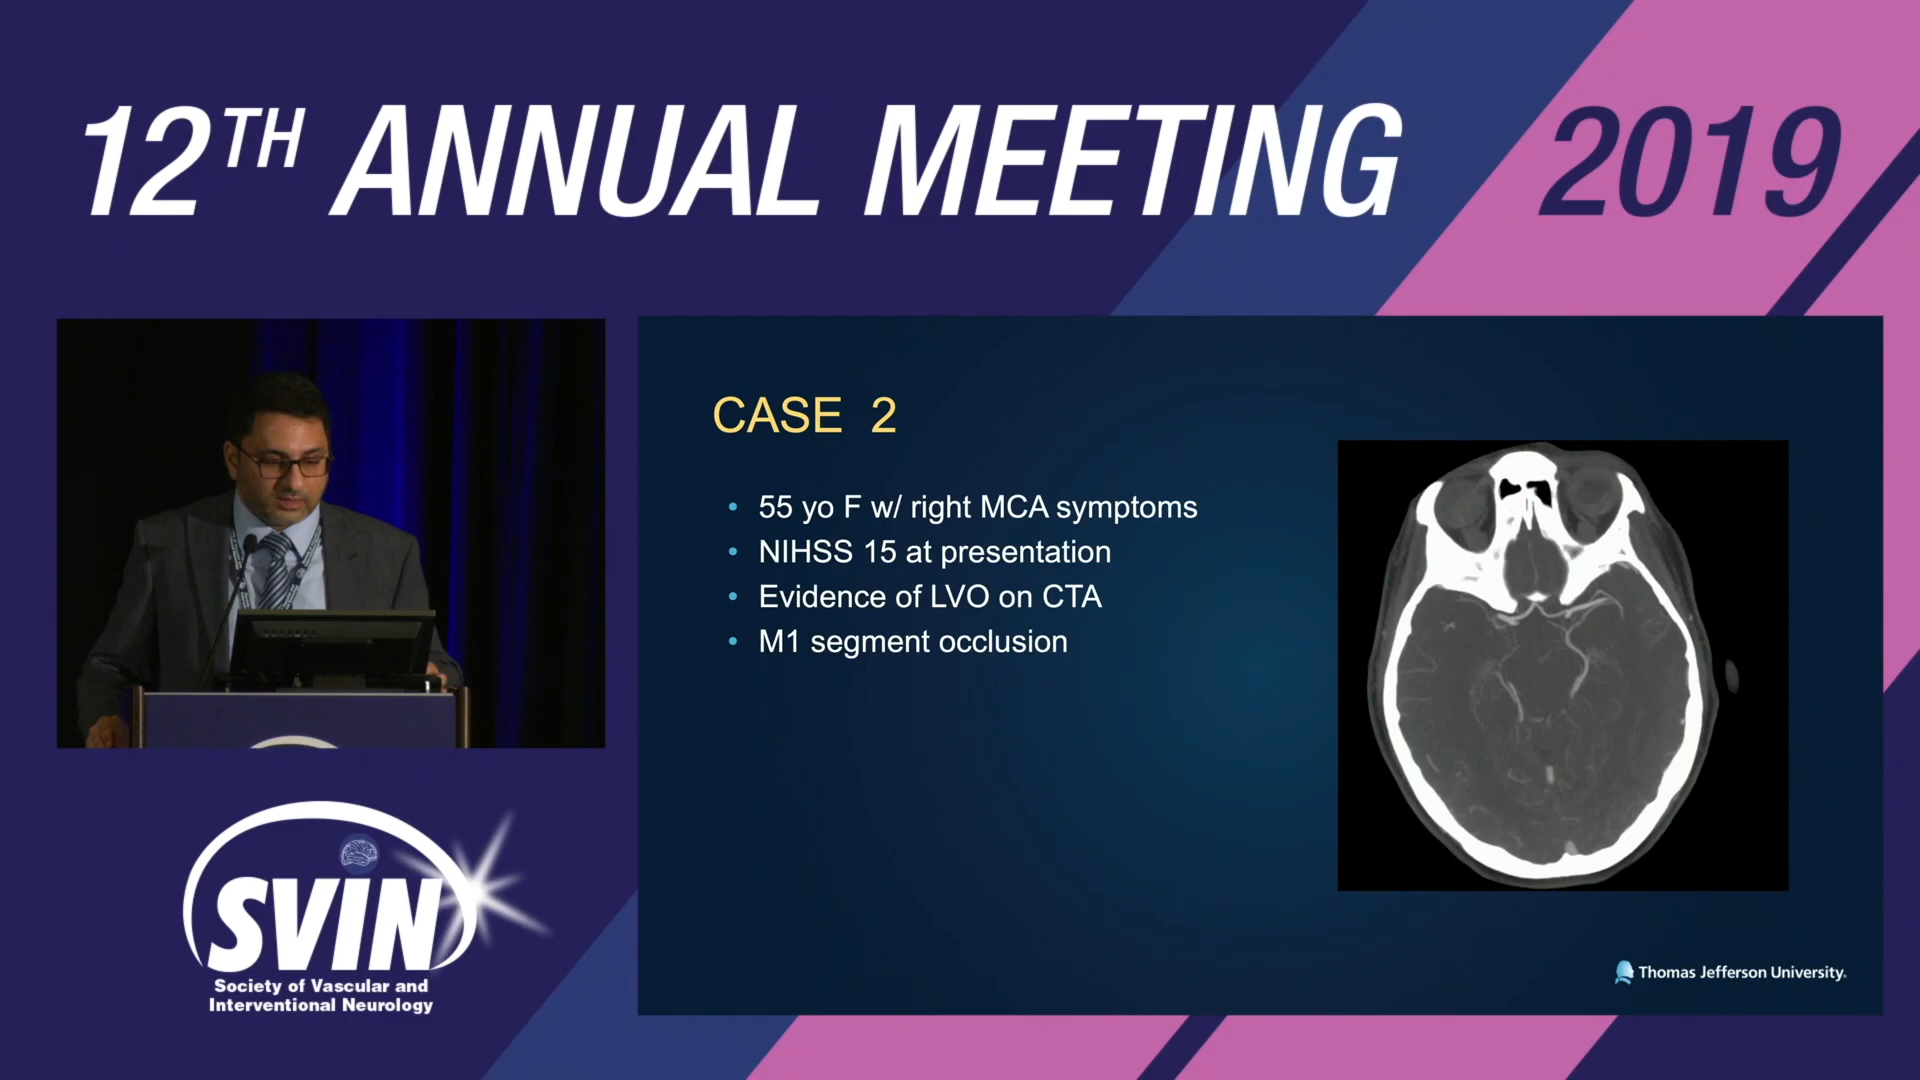 12TH ANNUAL MEETING 2019
CASE 2
• 55 yo F w/ right MCA symptoms
• NIHSS 15 at presentation
• Evidence of LVO on CTA
• M1 segment occlusion
Thomas Jefferson University.
SVIN
Society of Vascular and
Interventional Neurology